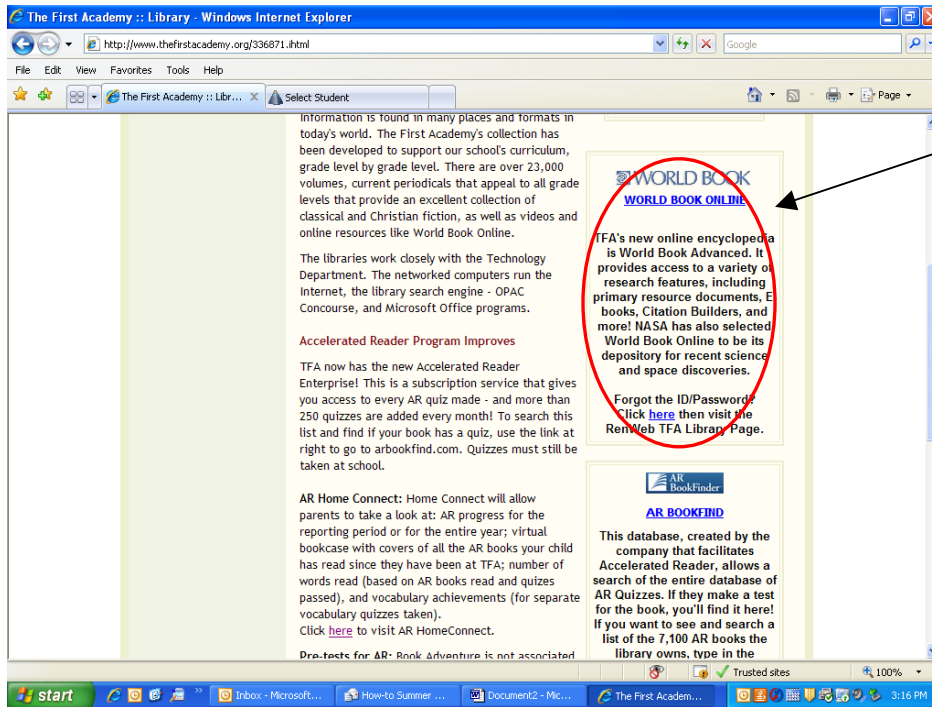 The First Academy :: Library - Windows Internet Explorer
http://www.thefirstacademy.org/336871.ihtml
Google
File Edit View Favorites Tools Help
The First Academy :: Libr... X
Select Student
Page
Information is found in many places and formats in
today's world. The First Academy's collection has
been developed to support our school's curriculum,
grade level by grade level. There are over 23,000
volumes, current periodicals that appeal to all grade
levels that provide an excellent collection of
classical and Christian fiction, as well as videos and
online resources like World Book Online.
The libraries work closely with the Technology
Department. The networked computers run the
Internet, the library search engine - OPAC
Concourse, and Microsoft Office programs.
Accelerated Reader Program Improves
TFA now has the new Accelerated Reader
Enterprise! This is a subscription service that gives
you access to every AR quiz made - and more than
250 quizzes are added every month! To search this
list and find if your book has a quiz, use the link at
right to go to arbookfind.com. Quizzes must still be
taken at school.
AR Home Connect: Home Connect will allow
parents to take a look at: AR progress for the
reporting period or for the entire year; virtual
bookcase with covers of all the AR books your child
has read since they have been at TFA; number of
words read (based on AR books read and quizes
passed), and vocabulary achievements (for separate
vocabulary quizzes taken).
Click here to visit AR HomeConnect.
Pre-tests for AR: Book Adventure is not associated
WORLD BOOK
WORLD BOOK ONLINE
TFA's new online encyclopedia
is World Book Advanced. It
provides access to a variety of
research features, including
primary resource documents, E
books, Citation Builders, and
more! NASA has also selected
World Book Online to be its
depository for recent science
and space discoveries.
Forgot the ID/Password?
Click here then visit the
RenWeb TFA Library Page.
AR
BookFinder
AR BOOKFIND
This database, created by the
company that facilitates
Accelerated Reader, allows a
search of the entire database of
AR Quizzes. If they make a test
for the book, you'll find it here!
If you want to see and search a
list of the 7,100 AR books the
library owns, type in the
Trusted sites
100%
start
Inbox - Microsoft...
How-to Summer ...
Document2 - Mic...
The First Academ...
3:16 PM